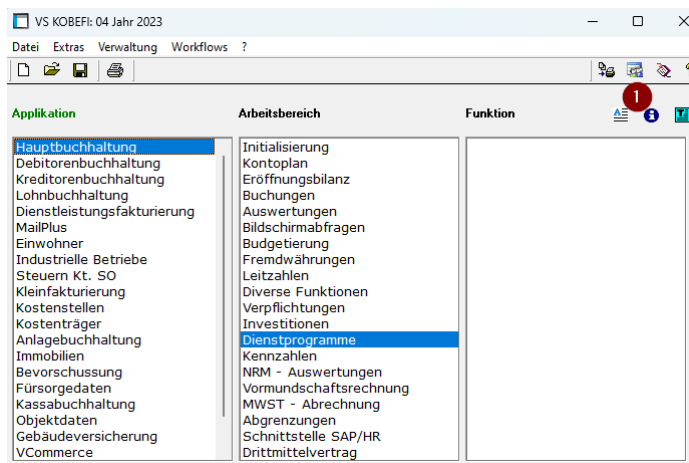 VS KOBEFI: 04 Jahr 2023
Datei Extras Verwaltung Workflows ?
1
Applikation Arbeitsbereich Funktion
Hauptbuchhaltung
Debitorenbuchhaltung
Kreditorenbuchhaltung
Lohnbuchhaltung
Dienstleistungsfakturierung
MailPlus
Einwohner
Industrielle Betriebe
Steuern Kt. SO
Kleinfakturierung
Kostenstellen
Kostenträger
Anlagebuchhaltung
Immobilien
Bevorschussung
Fürsorgedaten
Kassabuchhaltung
Objektdaten
Gebäudeversicherung
VCommerce
Initialisierung
Kontoplan
Eröffnungsbilanz
Buchungen
Auswertungen
Bildschirmabfragen
Budgetierung
Fremdwährungen
Leitzahlen
Diverse Funktionen
Verpflichtungen
Investitionen
Dienstprogramme
Kennzahlen
NRM - Auswertungen
Vormundschaftsrechnung
MWST - Abrechnung
Abgrenzungen
Schnittstelle SAP/HR
Drittmittelvertrag